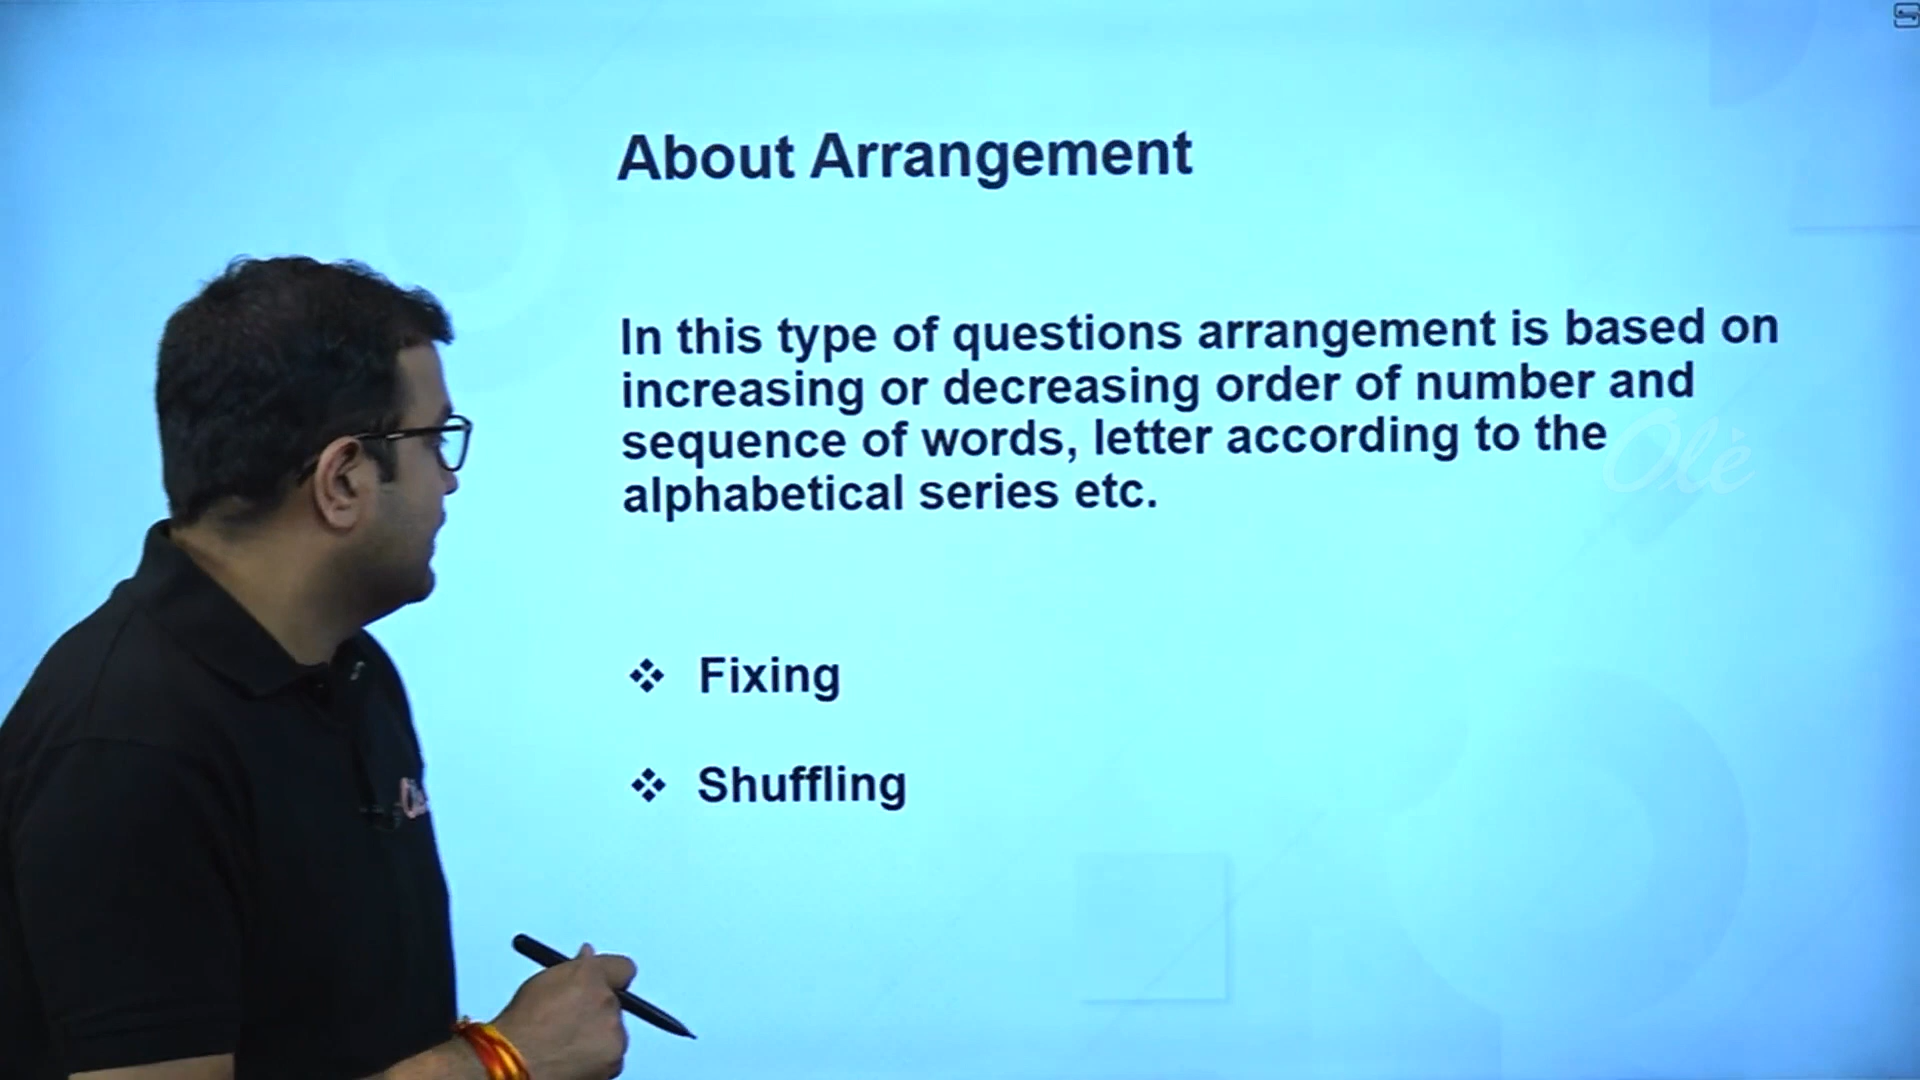 About Arrangement
In this type of questions arrangement is based on
increasing or decreasing order of number and
sequence of words, letter according to the
alphabetical series etc.
Olè
❖ Fixing
❖ Shuffling